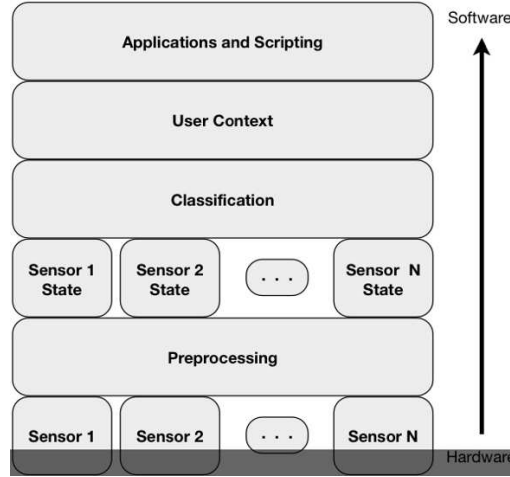 Applications and Scripting
Software
User Context
Classification
Sensor 1
State
Sensor 2
State
. . .
Sensor N
State
Preprocessing
Sensor 1
Sensor 2
. . .
Sensor N
Hardware